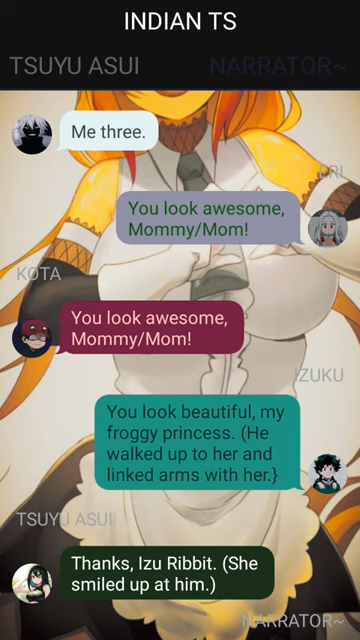 INDIAN TS
TSUYU ASUI
NARRATOR~
Me three.
ERI
You look awesome,
Mommy/Mom!
KOTA
You look awesome,
Mommy/Mom!
IZUKU
You look beautiful, my
froggy princess. (He
walked up to her and
linked arms with her.}
TSUYU ASUI
Thanks, Izu Ribbit. (She
smiled up at him.)
NARRATOR~